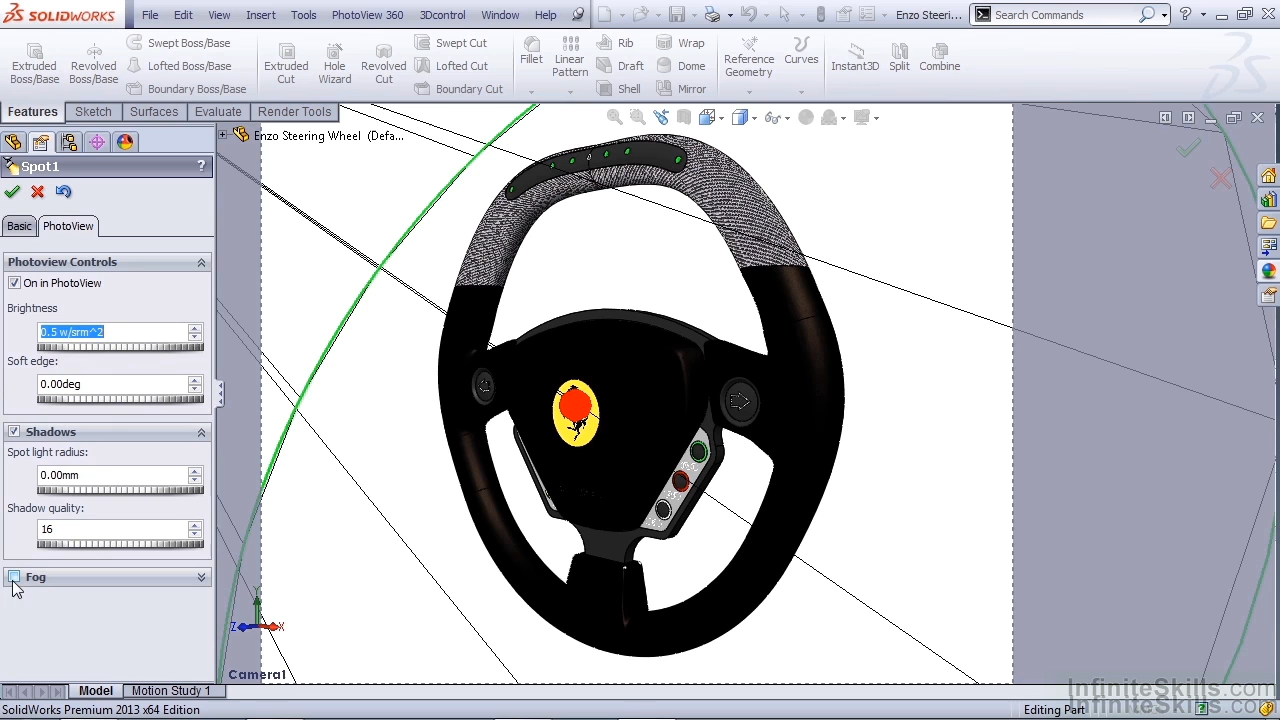 SOLIDWORKS
File Edit View Insert Tools PhotoView 360 3Dcontrol Window Help
Enzo Steeri...
Search Commands
Extruded Boss/Base
Revolved Boss/Base
Swept Boss/Base
Lofted Boss/Base
Boundary Boss/Base
Extruded Cut
Hole Wizard
Revolved Cut
Swept Cut
Lofted Cut
Boundary Cut
Fillet
Linear Pattern
Rib
Draft
Shell
Wrap
Dome
Mirror
Reference Geometry
Curves
Instant3D
Split
Combine
Features Sketch Surfaces Evaluate Render Tools
Enzo Steering Wheel (Defa...
Spot1 ?
Basic PhotoView
Photoview Controls
On in PhotoView
Brightness
0.5 w/srm^2
Soft edge:
0.00deg
Shadows
Spot light radius:
0.00mm
Shadow quality:
16
Fog
Y
Z X
Camera1
Model Motion Study 1
InfiniteSkills.com
InfiniteSkills.com
SolidWorks Premium 2013 x64 Edition
Editing Part